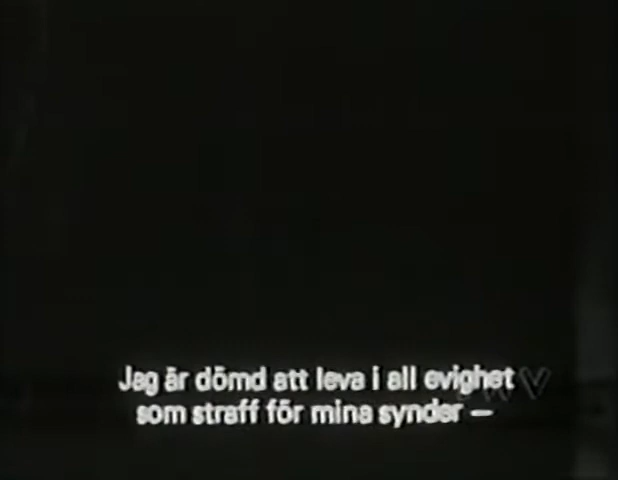 Jag är dömd att leva i all evighet
som straff för mina synder –